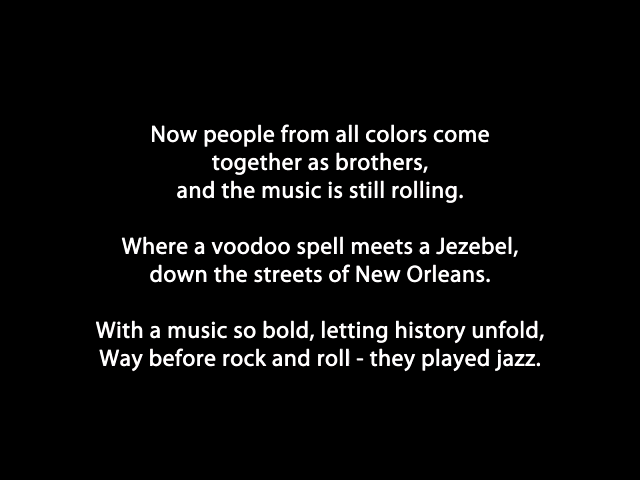 Now people from all colors come
together as brothers,
and the music is still rolling.
Where a voodoo spell meets a Jezebel,
down the streets of New Orleans.
With a music so bold, letting history unfold,
Way before rock and roll - they played jazz.